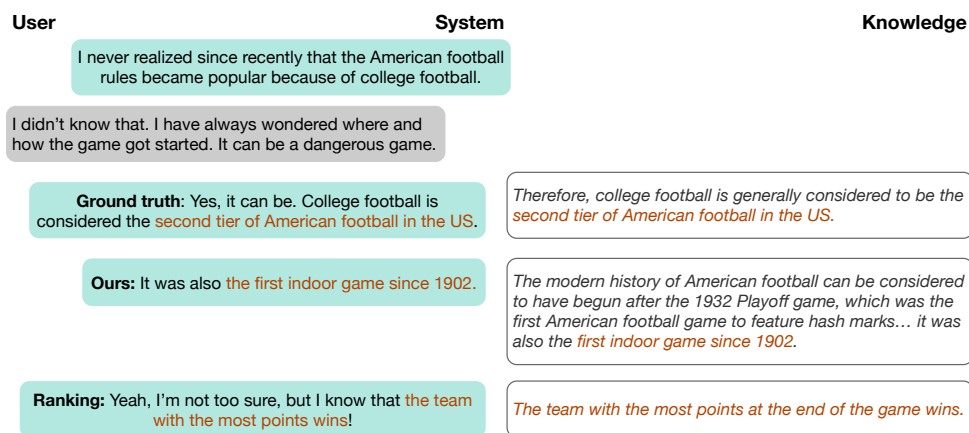 User System Knowledge
I never realized since recently that the American football
rules became popular because of college football.
I didn't know that. I have always wondered where and
how the game got started. It can be a dangerous game.
Ground truth: Yes, it can be. College football is
considered the second tier of American football in the US.
Therefore, college football is generally considered to be the
second tier of American football in the US.
Ours: It was also the first indoor game since 1902.
The modern history of American football can be considered
to have begun after the 1932 Playoff game, which was the
first American football game to feature hash marks... it was
also the first indoor game since 1902.
Ranking: Yeah, I'm not too sure, but I know that the team
with the most points wins!
The team with the most points at the end of the game wins.